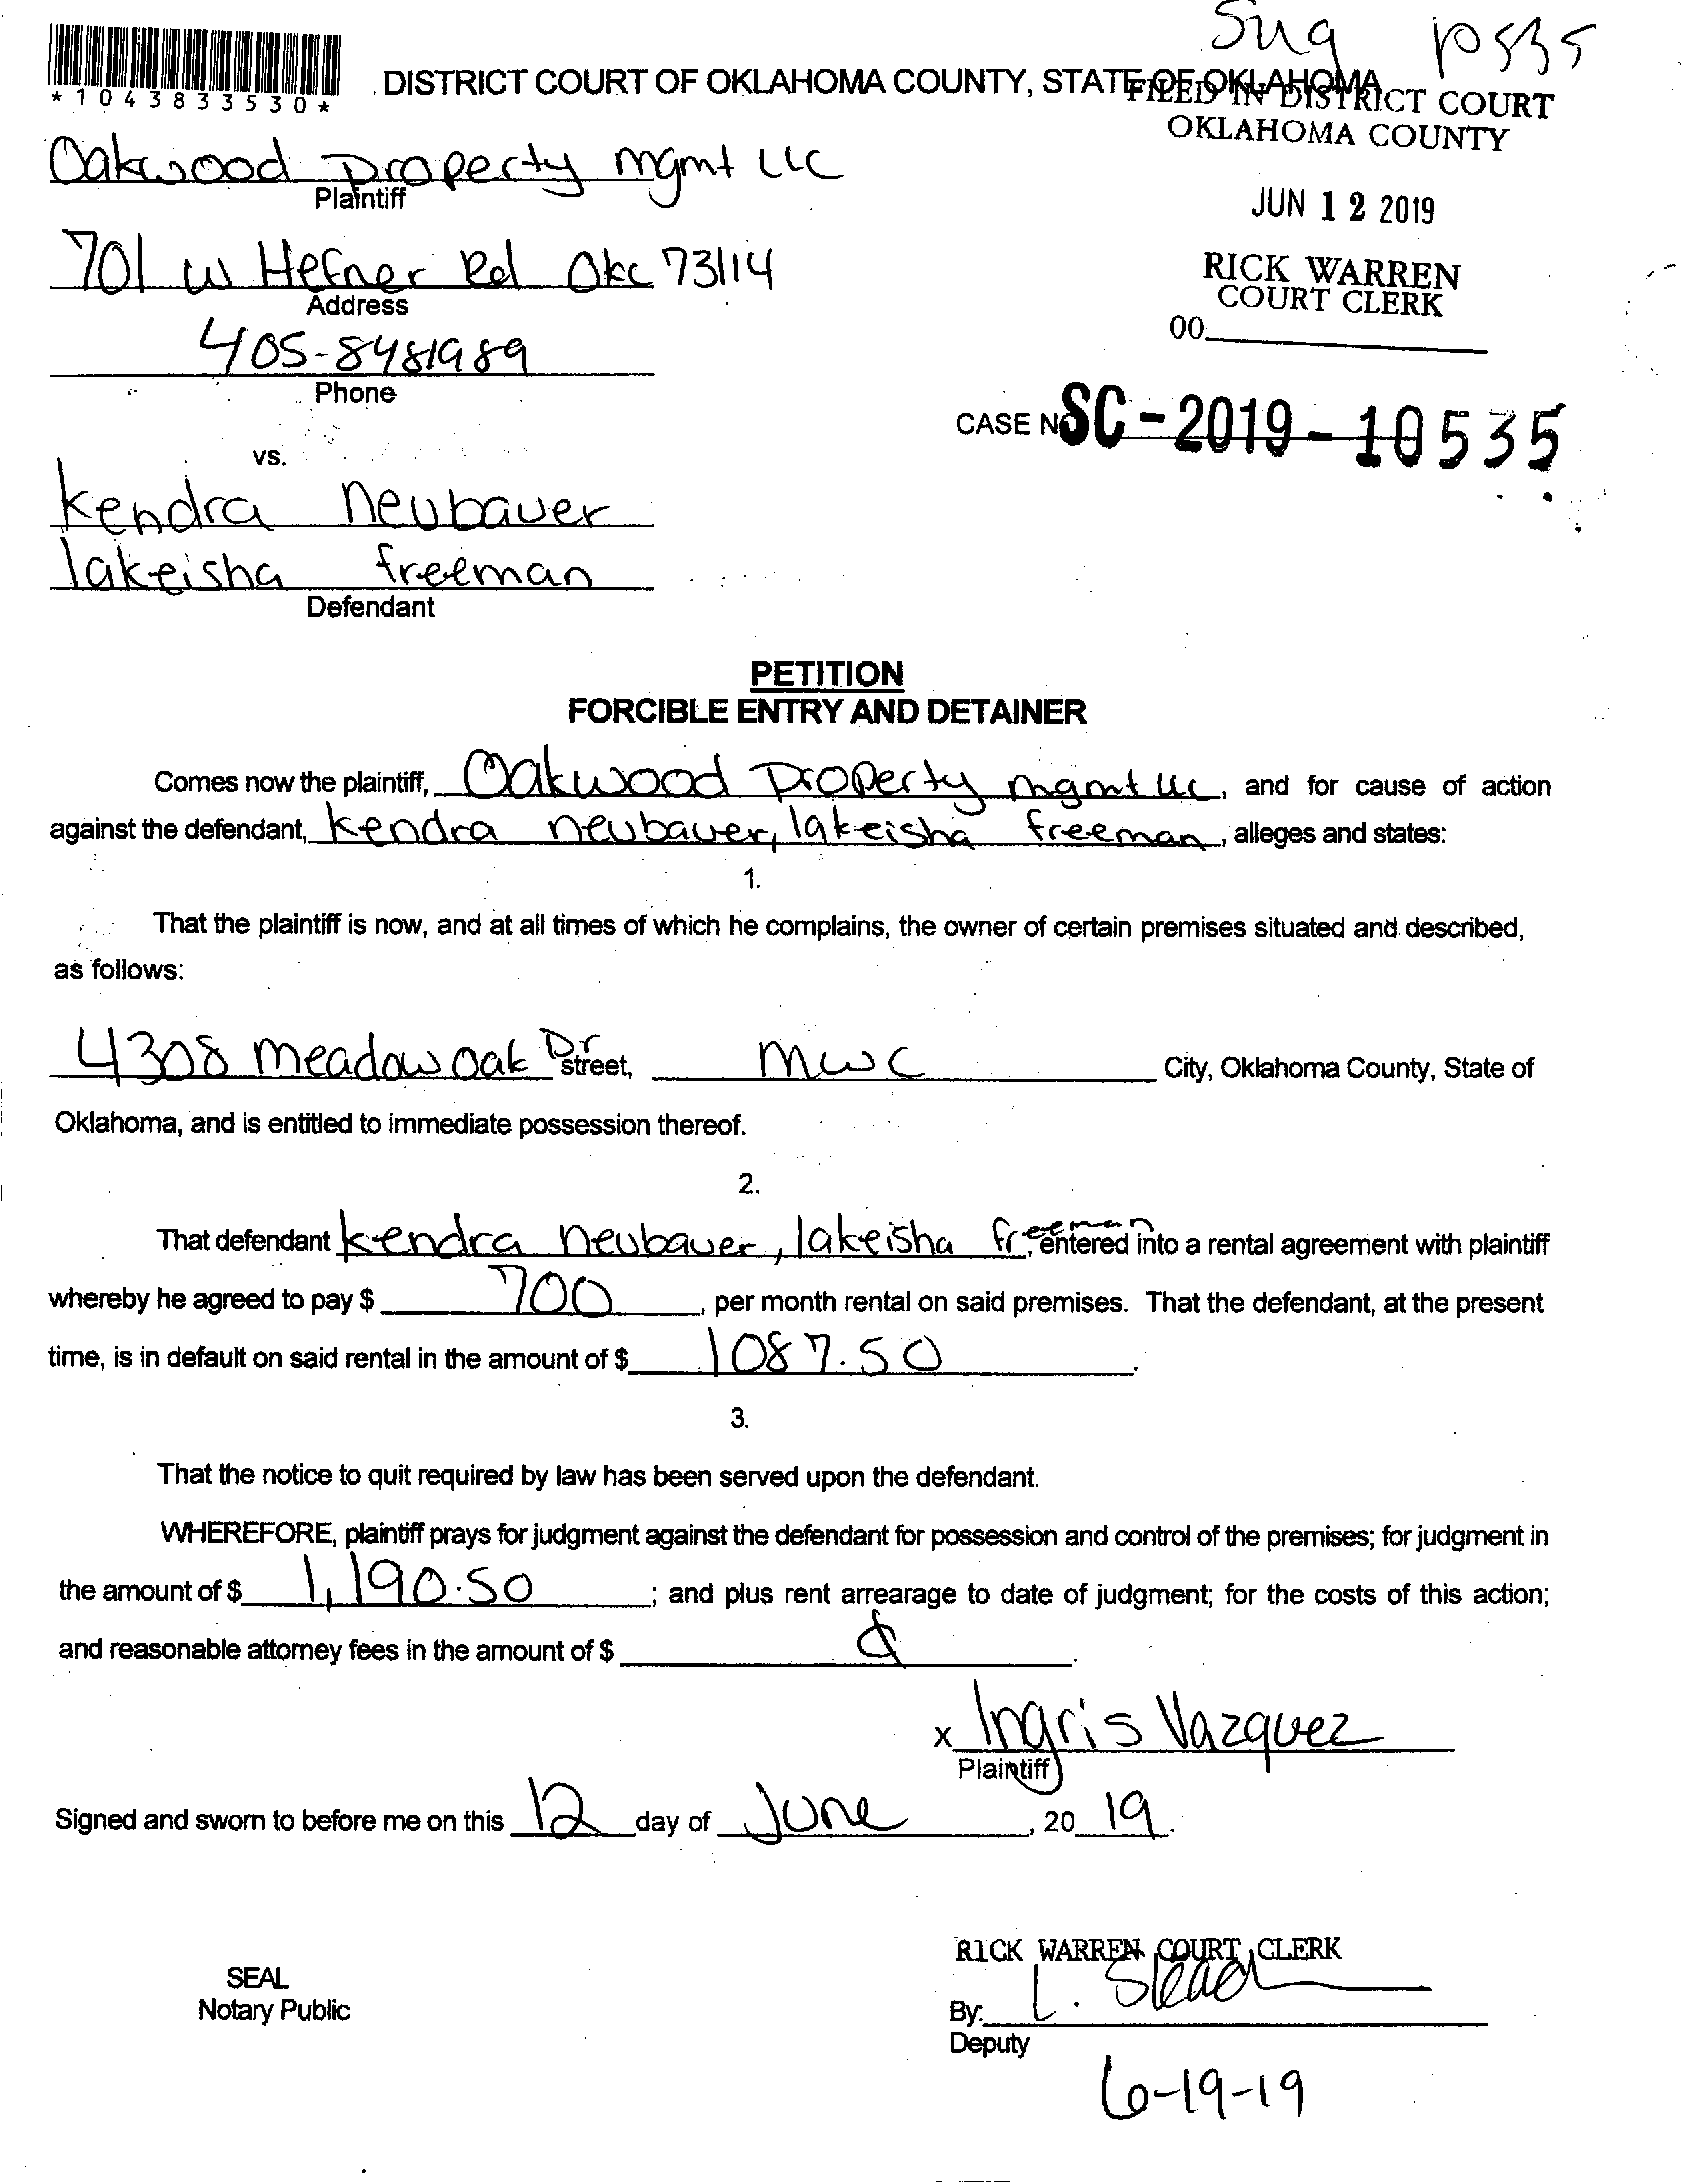 Sug p535
*1043833530*
DISTRICT COURT OF OKLAHOMA COUNTY, STATE OF OKLAHOMA
FILED IN DISTRICT COURT
OKLAHOMA COUNTY
Oakwood Property mgmt LLC
Plaintiff
JUN 12 2019
701 W Hefner Rd Okc 73114
Address
RICK WARREN
COURT CLERK
00
405-8481989
Phone
CASE NO SC-2019-10535
vs.
Kendra neubauer
lakeisha freeman
Defendant
PETITION
FORCIBLE ENTRY AND DETAINER
Comes now the plaintiff, Oakwood Property mgmt LLC, and for cause of action
against the defendant, Kendra neubauer, lakeisha freeman, alleges and states:
1.
That the plaintiff is now, and at all times of which he complains, the owner of certain premises situated and described,
as follows:
4308 meadow oak Dr street, mwc City, Oklahoma County, State of
Oklahoma, and is entitled to immediate possession thereof.
2.
That defendant kendra neubauer, lakeisha freeman, entered into a rental agreement with plaintiff
whereby he agreed to pay $ 700, per month rental on said premises. That the defendant, at the present
time, is in default on said rental in the amount of $ 1087.50.
3.
That the notice to quit required by law has been served upon the defendant.
WHEREFORE, plaintiff prays for judgment against the defendant for possession and control of the premises; for judgment in
the amount of $ 1,190.50; and plus rent arrearage to date of judgment; for the costs of this action;
and reasonable attorney fees in the amount of $ .
x Ingris Vazquez
Plaintiff
Signed and sworn to before me on this 12 day of June, 20 19.
RICK WARREN COURT CLERK
SEAL
Notary Public
By: L.
Deputy
6-19-19